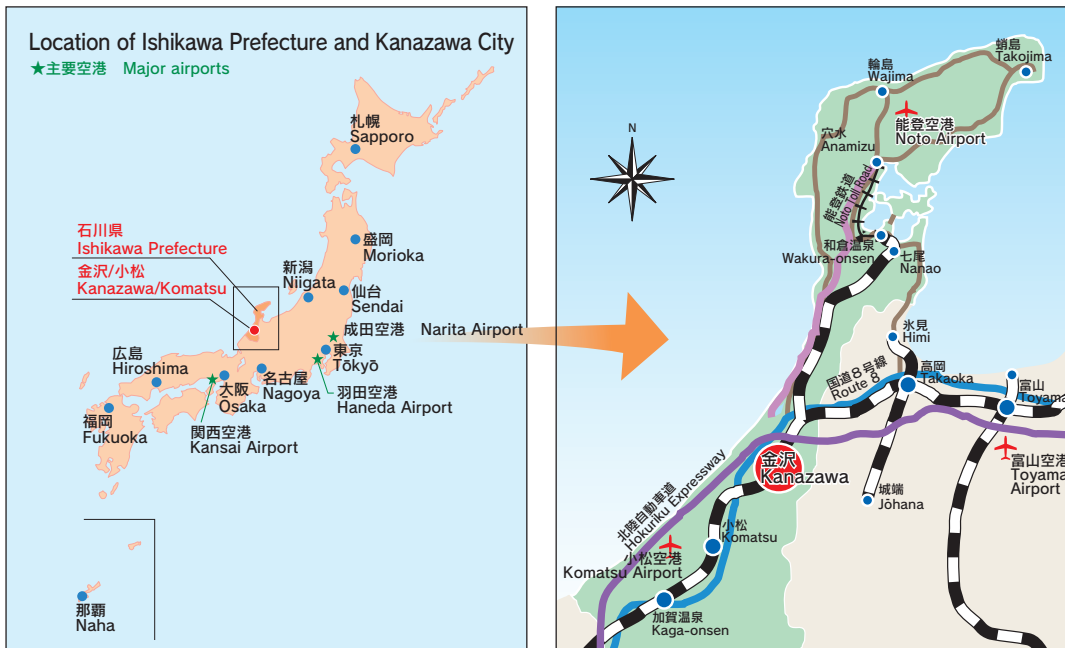 Location of Ishikawa Prefecture and Kanazawa City
★主要空港 Major airports
札幌
Sapporo
石川県
Ishikawa Prefecture
金沢/小松
Kanazawa/Komatsu
盛岡
Morioka
新潟
Niigata
仙台
Sendai
成田空港 Narita Airport
東京
Tōkyō
広島
Hiroshima
大阪
Osaka
名古屋
Nagoya
羽田空港
Haneda Airport
福岡
Fukuoka
関西空港
Kansai Airport
那覇
Naha
N
蛸島
Takojima
輪島
Wajima
能登空港
Noto Airport
穴水
Anamizu
能登鉄道
Noto Toll Road
和倉温泉
Wakura-onsen
七尾
Nanao
氷見
Himi
国道8号線
Route 8
高岡
Takaoka
富山
Toyama
金沢
Kanazawa
富山空港
Toyama
Airport
城端
Jōhana
北陸自動車道
Hokuriku Expressway
小松
Komatsu
小松空港
Komatsu Airport
加賀温泉
Kaga-onsen